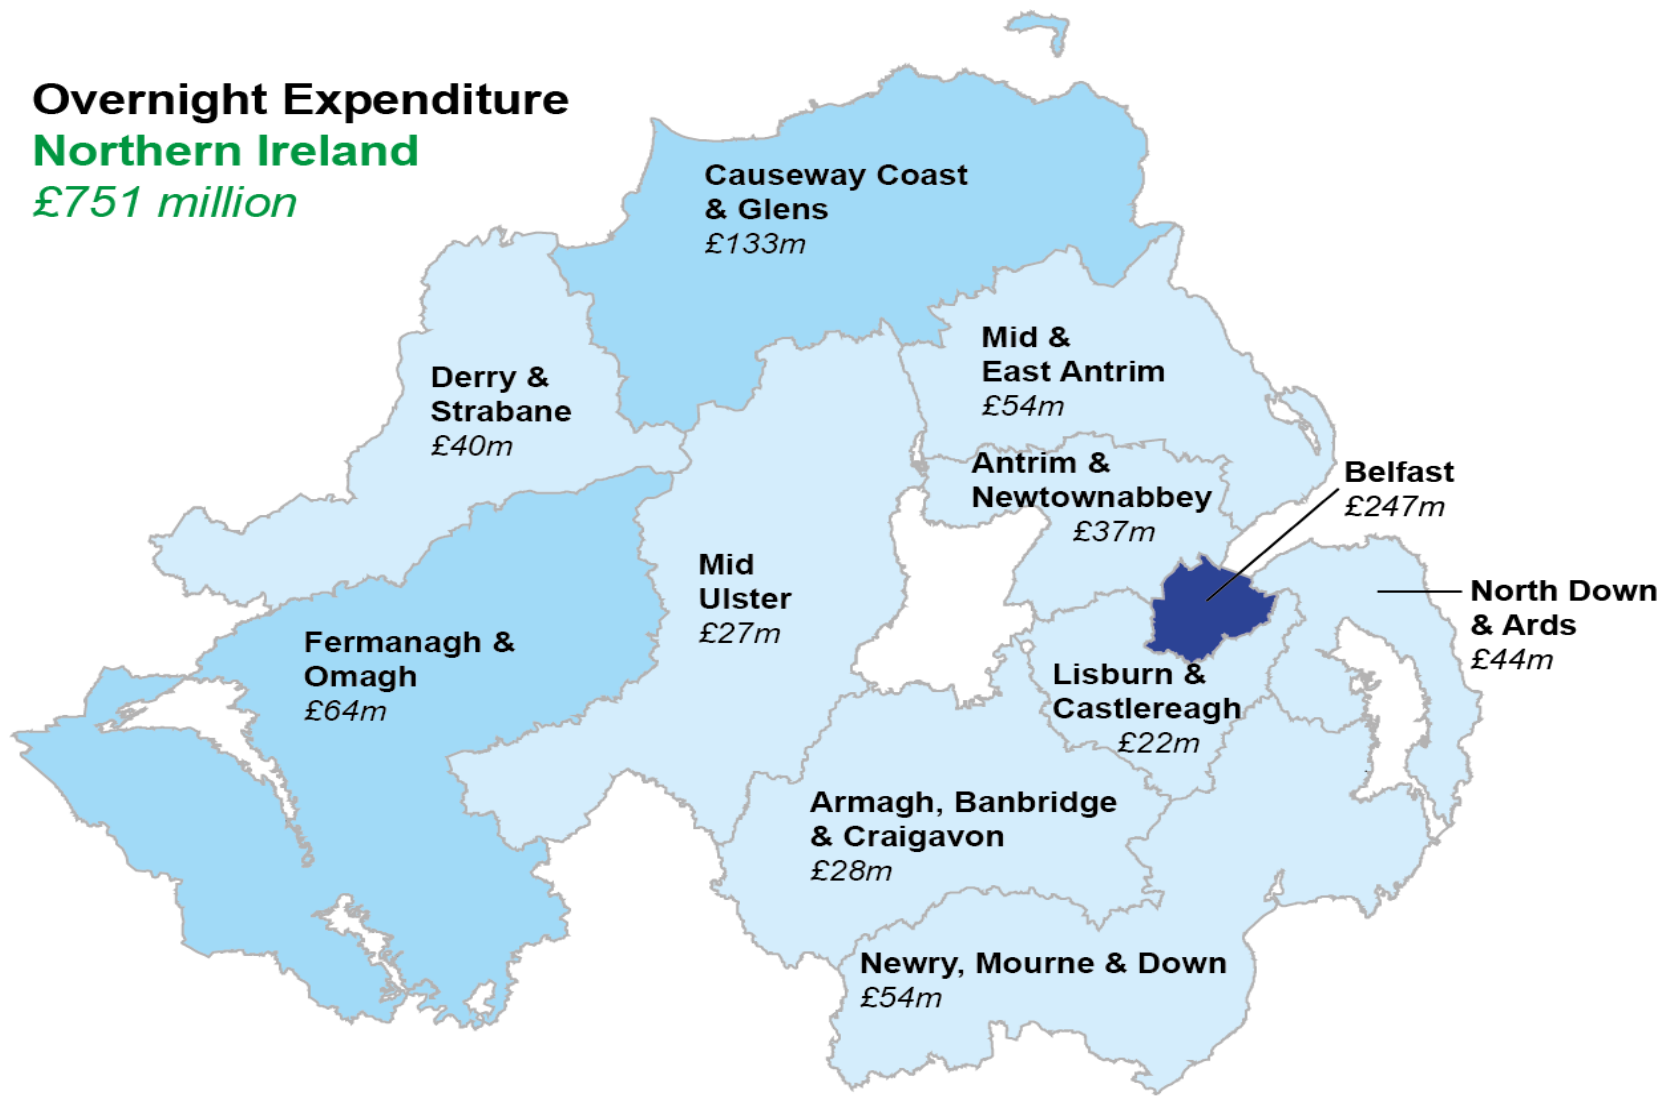 Overnight Expenditure
Northern Ireland
£751 million
Causeway Coast
& Glens
£133m
Mid &
East Antrim
£54m
Derry &
Strabane
£40m
Antrim &
Newtownabbey
£37m
Belfast
£247m
Mid
Ulster
£27m
North Down
& Ards
£44m
Fermanagh &
Omagh
£64m
Lisburn &
Castlereagh
£22m
Armagh, Banbridge
& Craigavon
£28m
Newry, Mourne & Down
£54m